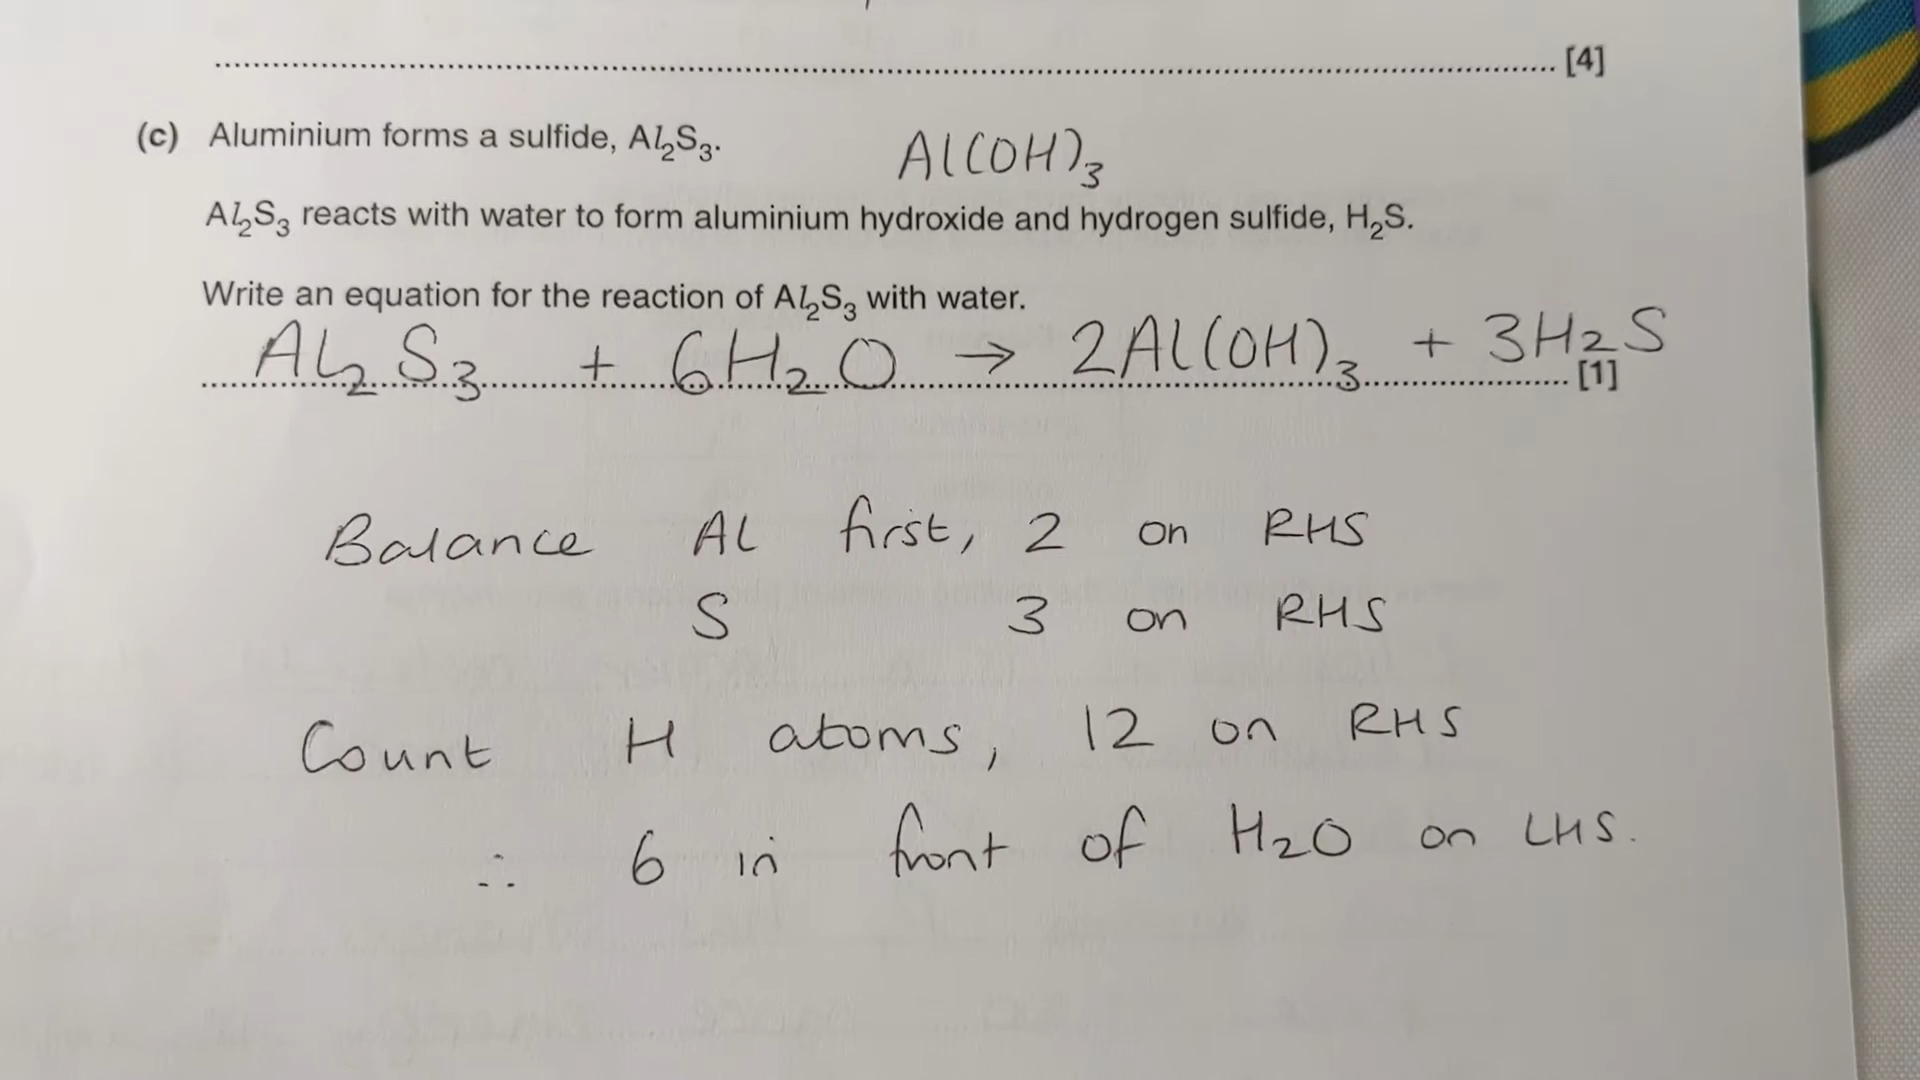 [4]
(c) Aluminium forms a sulfide, Al₂S₃.
Al(OH)₃
Al₂S₃ reacts with water to form aluminium hydroxide and hydrogen sulfide, H₂S.
Write an equation for the reaction of Al₂S₃ with water.
Al₂S₃ + 6H₂O → 2Al(OH)₃ + 3H₂S
[1]
Balance Al first, 2 on RHS
S 3 on RHS
Count H atoms, 12 on RHS
∴ 6 in front of H₂O on LHS.